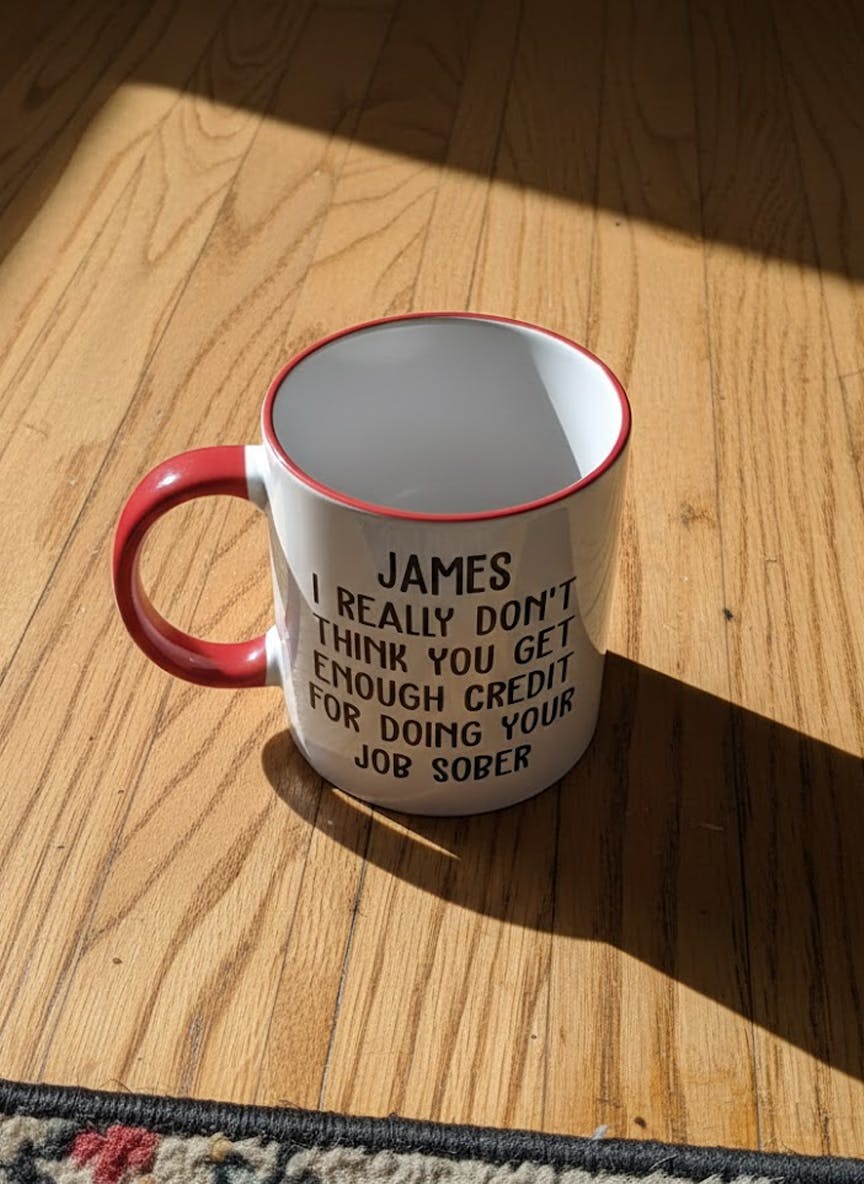 JAMES
I REALLY DON'T
THINK YOU GET
ENOUGH CREDIT
FOR DOING YOUR
JOB SOBER